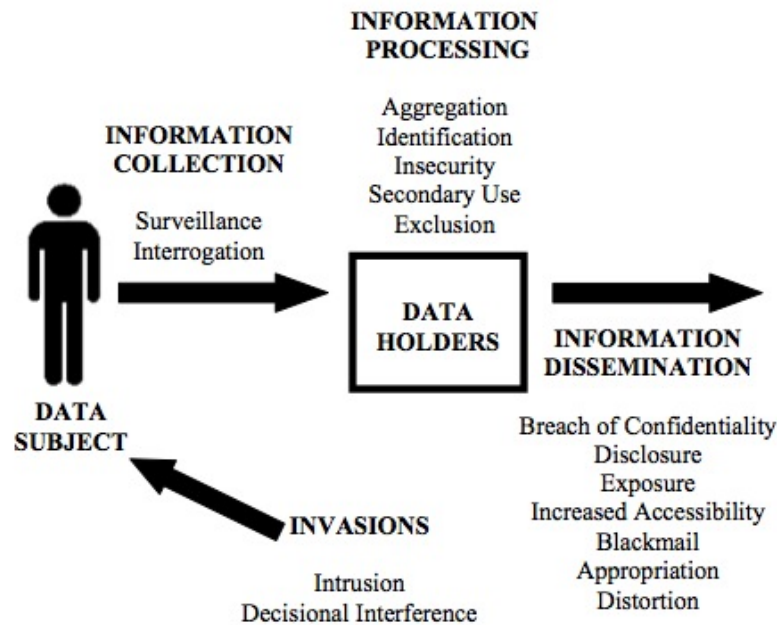 INFORMATION
PROCESSING
Aggregation
Identification
Insecurity
Secondary Use
Exclusion
INFORMATION
COLLECTION
Surveillance
Interrogation
DATA
HOLDERS
INFORMATION
DISSEMINATION
Breach of Confidentiality
Disclosure
Exposure
Increased Accessibility
Blackmail
Appropriation
Distortion
DATA
SUBJECT
INVASIONS
Intrusion
Decisional Interference